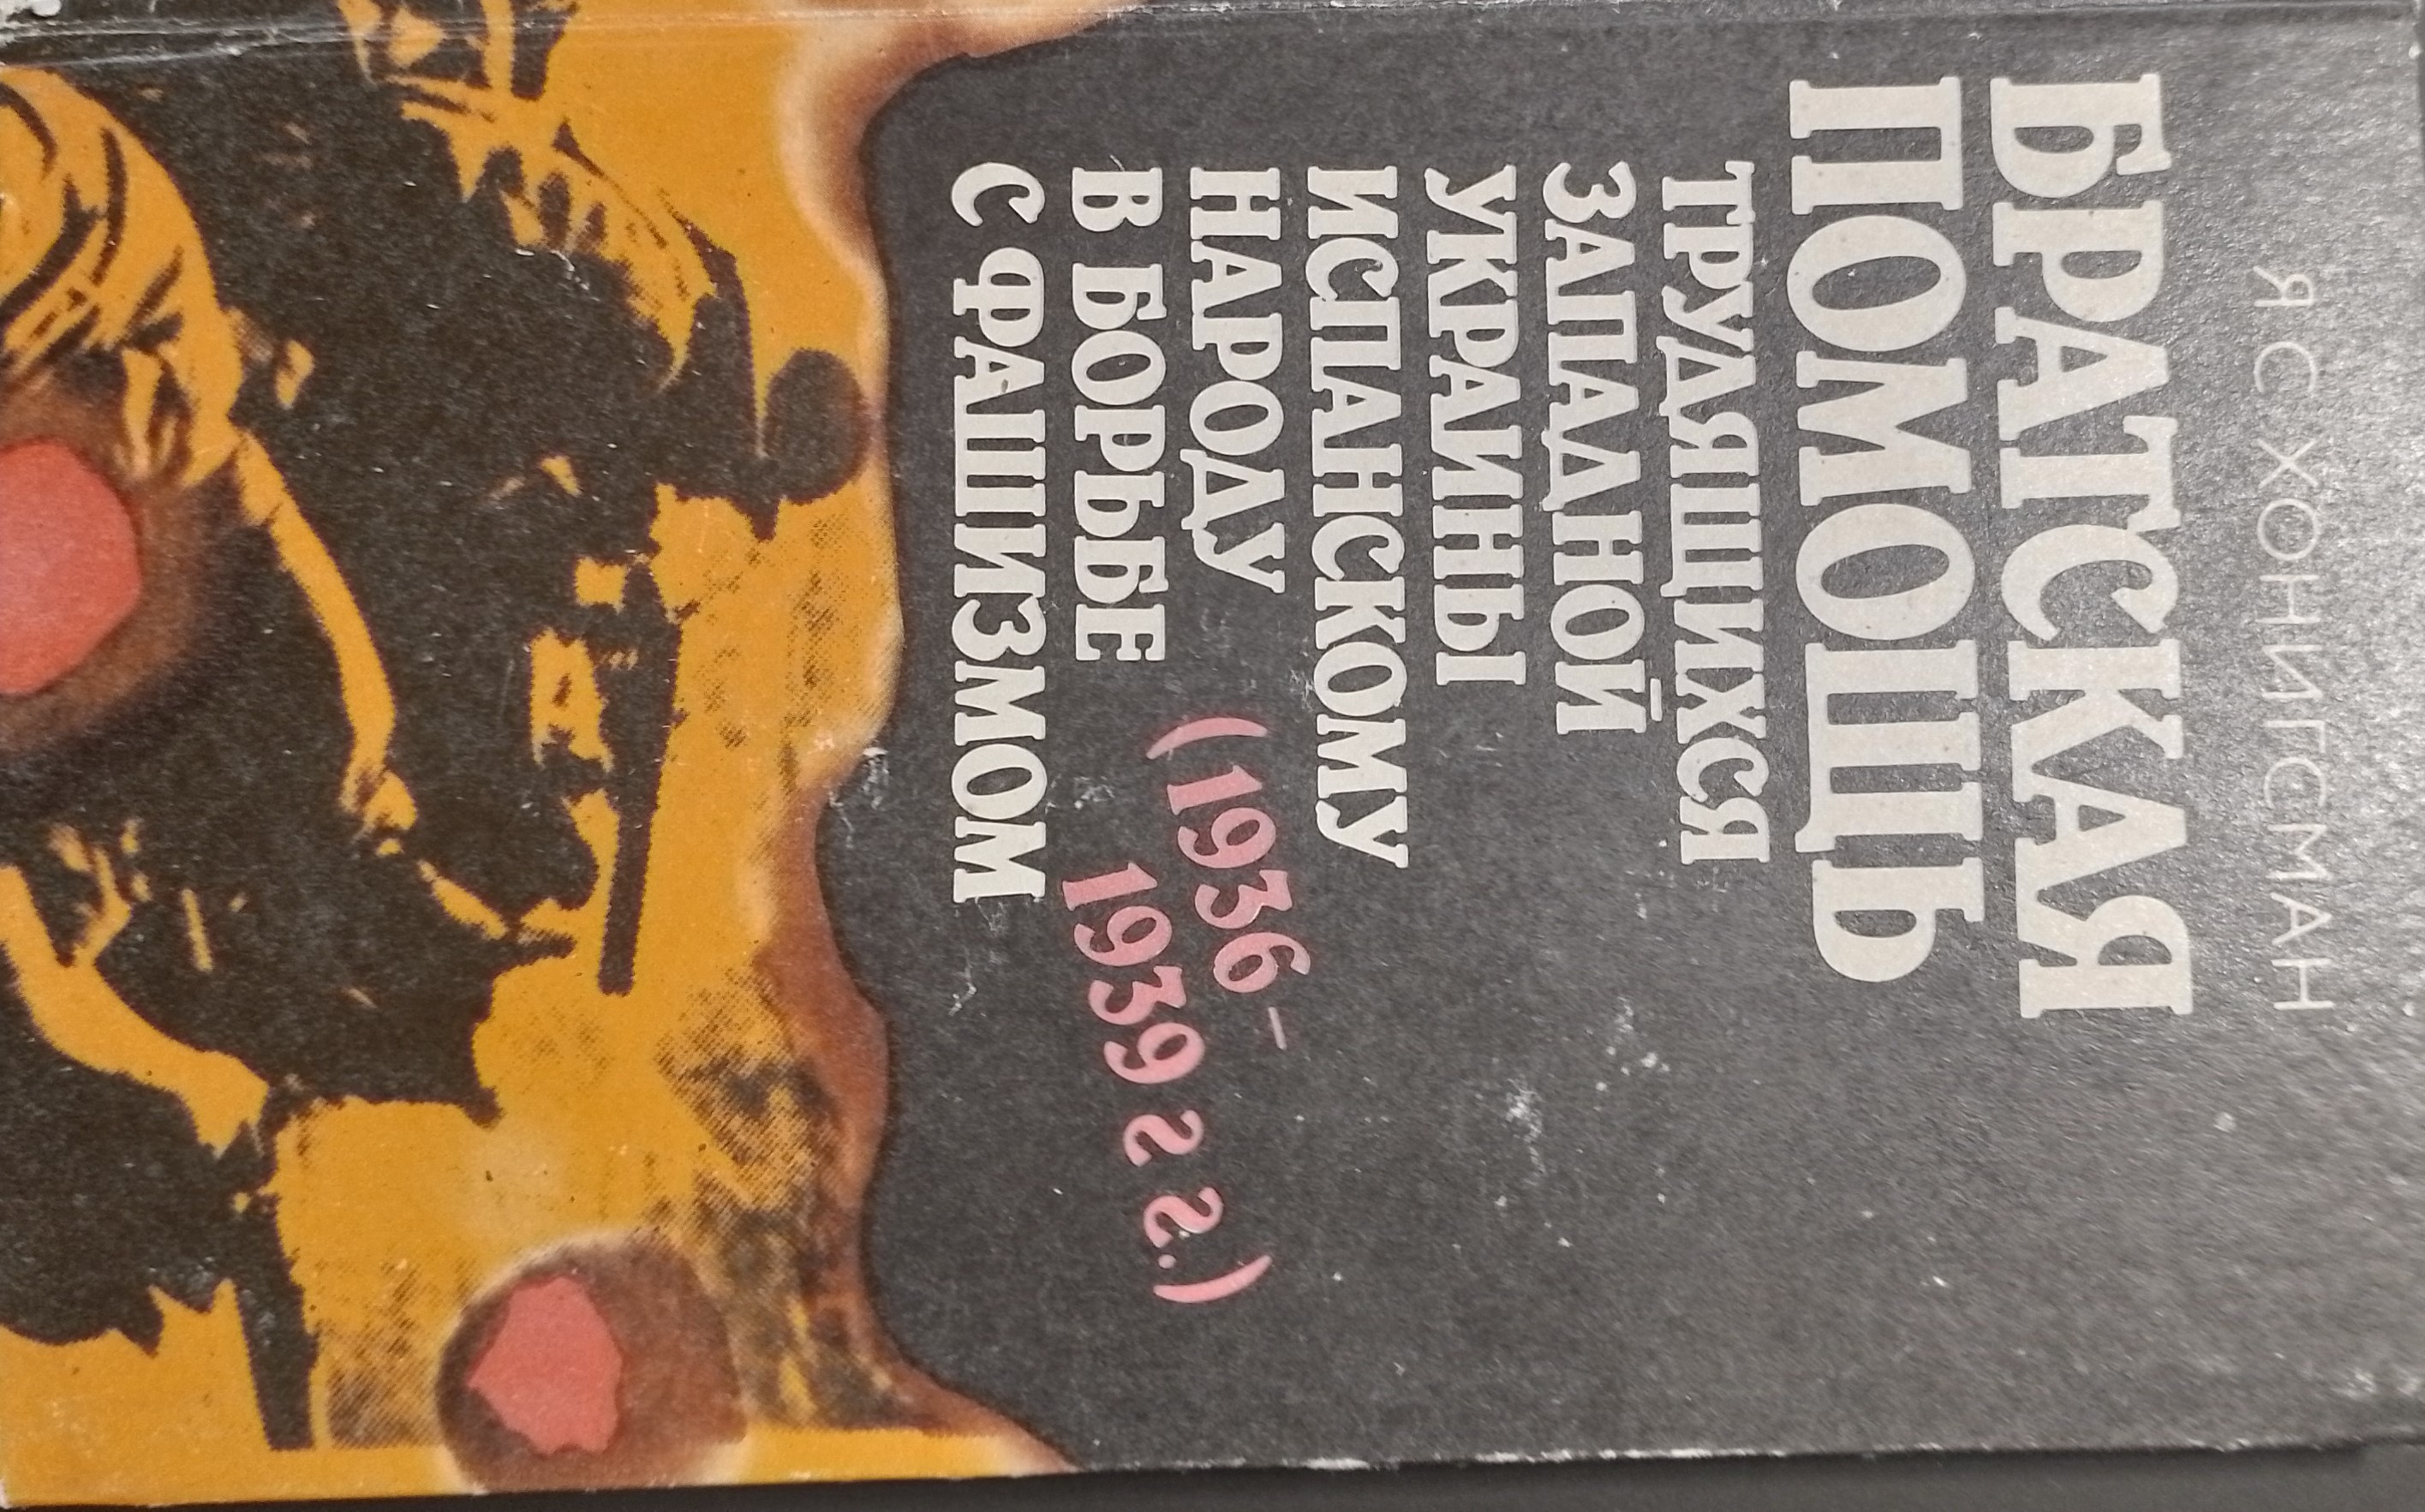 Я С ХОНИГСМАН
БРАТСКАЯ
ПОМОЩЬ
ТРУДЯЩИХСЯ
ЗАПАДНОЙ
УКРАИНЫ
ИСПАНСКОМУ
НАРОДУ
В БОРЬБЕ
С ФАШИЗМОМ
(1936–
1939 г г.)